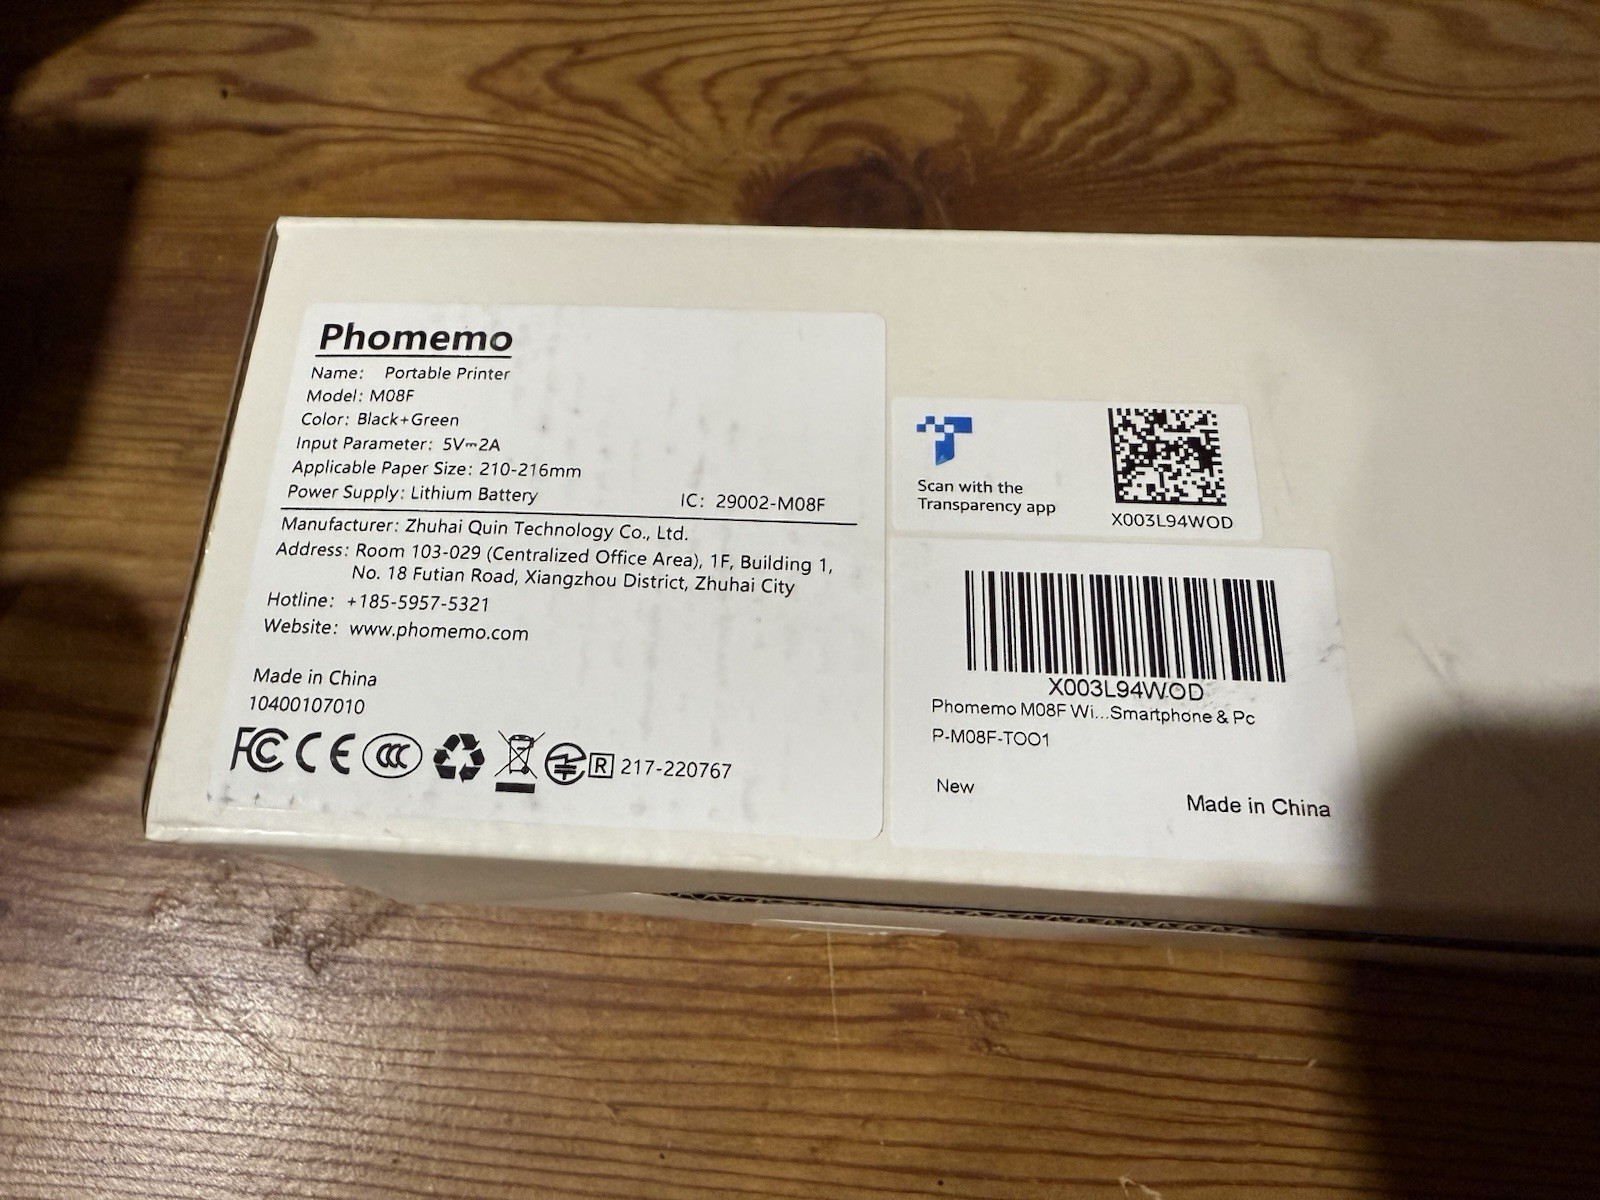 Phomemo
Name: Portable Printer
Model: M08F
Color: Black+Green
Input Parameter: 5V⎓2A
Applicable Paper Size: 210-216mm
Power Supply: Lithium Battery
IC: 29002-M08F
Manufacturer: Zhuhai Quin Technology Co., Ltd.
Address: Room 103-029 (Centralized Office Area), 1F, Building 1,
No. 18 Futian Road, Xiangzhou District, Zhuhai City
Hotline: +185-5957-5321
Website: www.phomemo.com
Made in China
10400107010
FC CE CCC R 217-220767
Scan with the
Transparency app
X003L94WOD
X003L94WOD
Phomemo M08F Wi...Smartphone & Pc
P-M08F-TOO1
New
Made in China